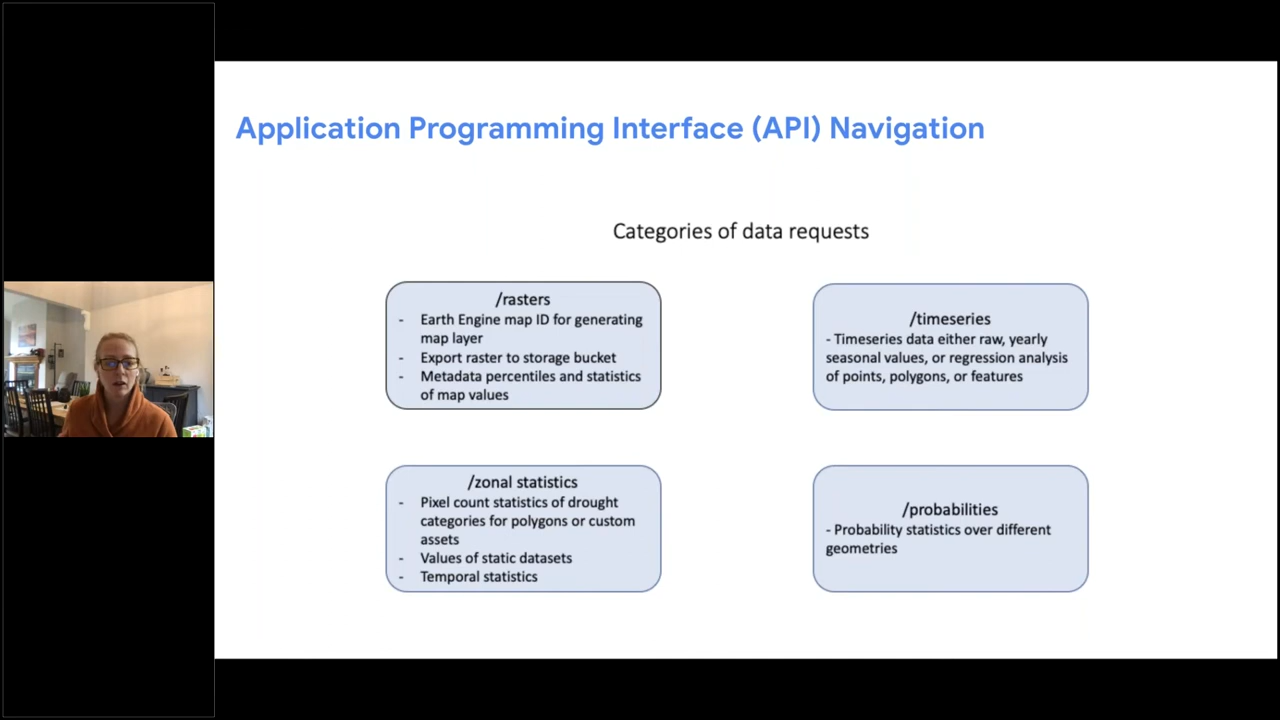 Application Programming Interface (API) Navigation
Categories of data requests
/rasters
- Earth Engine map ID for generating
map layer
- Export raster to storage bucket
- Metadata percentiles and statistics
of map values
/timeseries
- Timeseries data either raw, yearly
seasonal values, or regression analysis
of points, polygons, or features
/zonal statistics
- Pixel count statistics of drought
categories for polygons or custom
assets
- Values of static datasets
- Temporal statistics
/probabilities
- Probability statistics over different
geometries